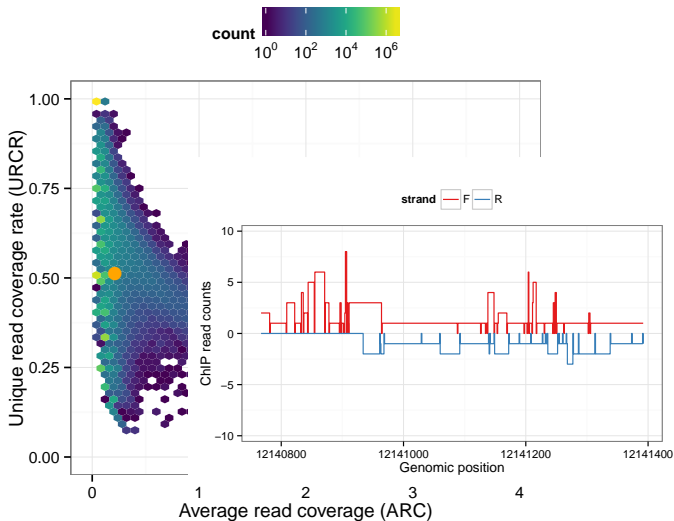 count
10^0 10^2 10^4 10^6
Unique read coverage rate (URCR)
1.00
0.75
0.50
0.25
0.00
0 1 2 3 4
Average read coverage (ARC)
strand F R
ChIP read counts
10
5
0
−5
−10
12140800 12141000 12141200 12141400
Genomic position